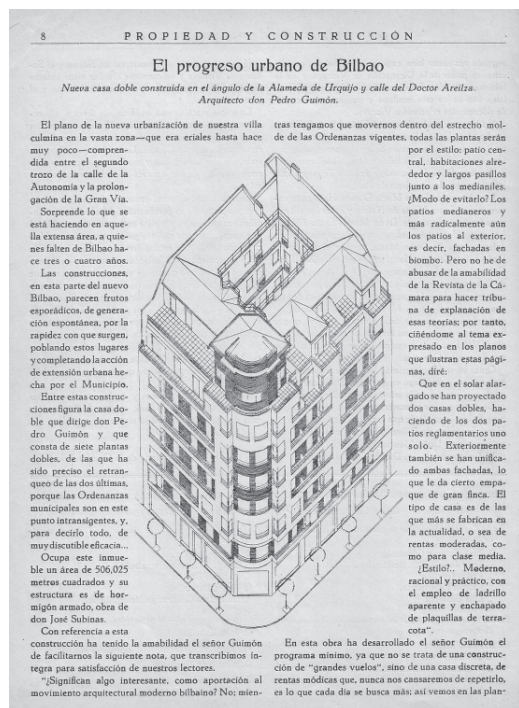 8
PROPIEDAD Y CONSTRUCCIÓN
El progreso urbano de Bilbao
Nueva casa doble construida en el ángulo de la Alameda de Urquijo y calle del Doctor Areilza.
Arquitecto don Pedro Guimón.
El plano de la nueva urbanización de nuestra villa
culmina en la vasta zona—que era eriales hasta hace
muy poco—compren-
dida entre el segundo
trozo de la calle de la
Autonomía y la prolon-
gación de la Gran Vía.
Sorprende lo que se
está haciendo en aque-
lla extensa área, a quie-
nes falten de Bilbao ha-
ce tres o cuatro años.
Las construcciones,
en esta parte del nuevo
Bilbao, parecen frutos
esporádicos, de genera-
ción espontánea, por la
rapidez con que surgen,
poblando estos lugares
y completando la acción
de extensión urbana he-
cha por el Municipio.
Entre estas construc-
ciones figura la casa do-
ble que dirige don Pe-
dro Guimón y que
consta de siete plantas
dobles, de las que ha
sido preciso el retran-
queo de las dos últimas,
porque las Ordenanzas
municipales son en este
punto intransigentes, y,
para decirlo todo, de
muy discutible eficacia...
Ocupa este inmue-
ble un área de 506,025
metros cuadrados y su
estructura es de hor-
migón armado, obra de
don José Subinas.
Con referencia a esta
construcción ha tenido la amabilidad el señor Guimón
de facilitarnos la siguiente nota, que transcribimos ín-
tegra para satisfacción de nuestros lectores.
"¿Significan algo interesante, como aportación al
movimiento arquitectural moderno bilbaíno? No; mien-
tras tengamos que movernos dentro del estrecho mol-
de de las Ordenanzas vigentes, todas las plantas serán
por el estilo: patio cen-
tral, habitaciones alre-
dedor y largos pasillos
junto a los medianiles.
¿Modo de evitarlo? Los
patios medianeros y
más radicalmente aún
los patios al exterior,
es decir, fachadas en
biombo. Pero no he de
abusar de la amabilidad
de la Revista de la Cá-
mara para hacer tribu-
na de explanación de
esas teorías; por tanto,
ciñéndome al tema ex-
presado en los planos
que ilustran estas pági-
nas, diré:
Que en el solar alar-
gado se han proyectado
dos casas dobles, ha-
ciendo de los dos pa-
tios reglamentarios uno
solo. Exteriormente
también se han unifica-
do ambas fachadas, lo
que le da cierto empa-
que de gran finca. El
tipo de casa es de las
que más se fabrican en
la actualidad, o sea de
rentas moderadas, co-
mo para clase media.
¿Estilo?.. Moderno,
racional y práctico, con
el empleo de ladrillo
aparente y enchapado
de plaquillas de terra-
cota".
En esta obra ha desarrollado el señor Guimón el
programa mínimo, ya que no se trata de una construc-
ción de "grandes vuelos", sino de una casa discreta, de
rentas módicas que, nunca nos cansaremos de repetirlo,
es lo que cada día se busca más; así vemos en las plan-